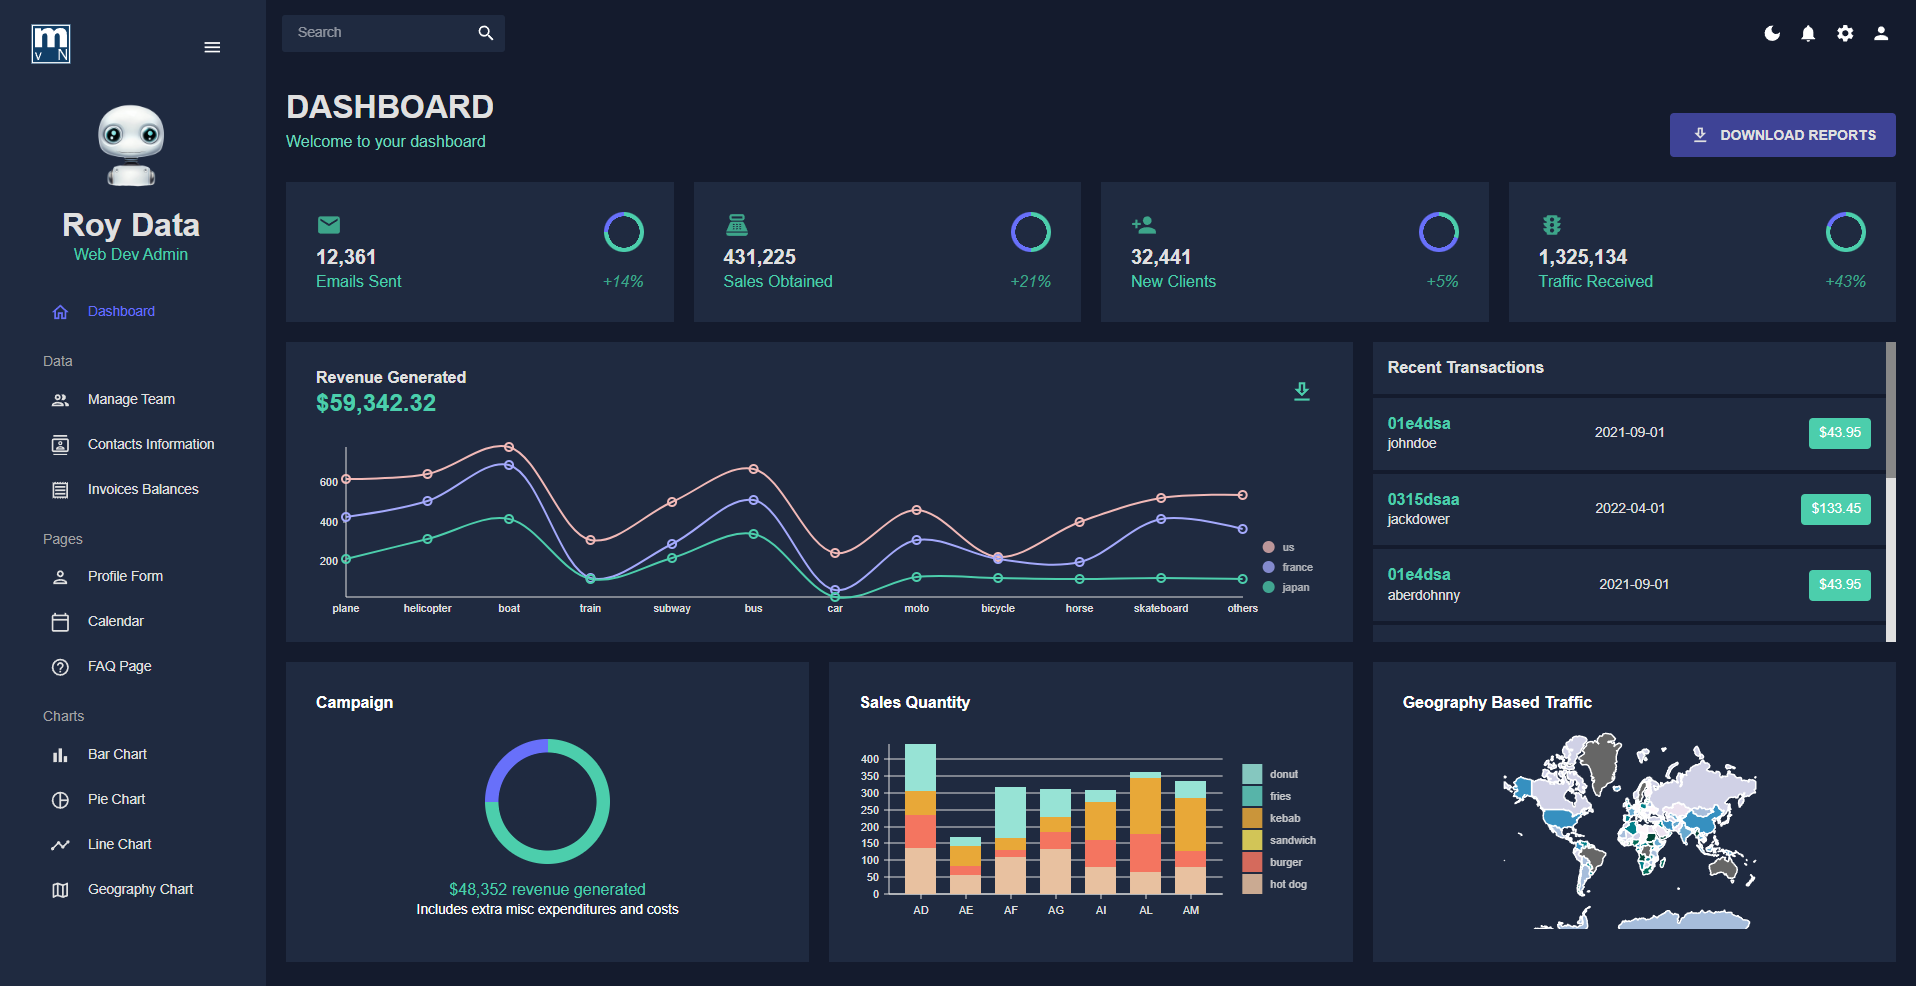 m
v N
Roy Data
Web Dev Admin
Dashboard
Data
Manage Team
Contacts Information
Invoices Balances
Pages
Profile Form
Calendar
FAQ Page
Charts
Bar Chart
Pie Chart
Line Chart
Geography Chart
Search
DASHBOARD
Welcome to your dashboard
DOWNLOAD REPORTS
12,361
Emails Sent
+14%
431,225
Sales Obtained
+21%
32,441
New Clients
+5%
1,325,134
Traffic Received
+43%
Revenue Generated
$59,342.32
600
400
200
plane helicopter boat train subway bus car moto bicycle horse skateboard others
us
france
japan
Recent Transactions
01e4dsa
johndoe
2021-09-01
$43.95
0315dsaa
jackdower
2022-04-01
$133.45
01e4dsa
aberdohnny
2021-09-01
$43.95
Campaign
$48,352 revenue generated
Includes extra misc expenditures and costs
Sales Quantity
400
350
300
250
200
150
100
50
0
AD AE AF AG AI AL AM
donut
fries
kebab
sandwich
burger
hot dog
Geography Based Traffic